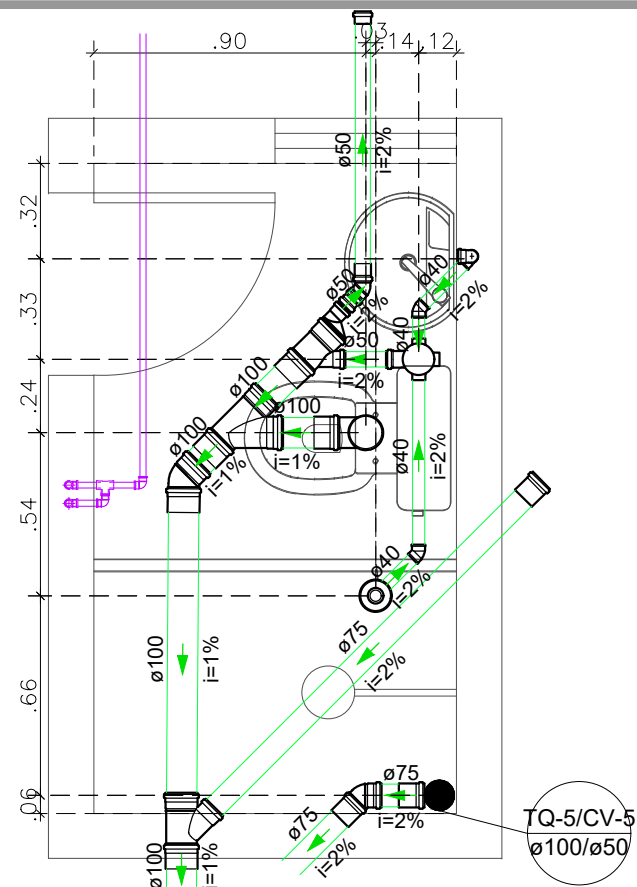 .03
.90
.14
.12
ø50
i=2%
.32
ø50
i=2%
ø40
i=2%
.33
ø40
ø50
i=2%
.24
ø100
ø100
i=1%
ø100
i=1%
ø40
i=2%
.54
ø40
i=2%
ø75
i=2%
ø100
i=1%
.66
.06
ø75
i=2%
ø75
i=2%
TQ-5/CV-5
ø100/ø50
ø100
i=1%